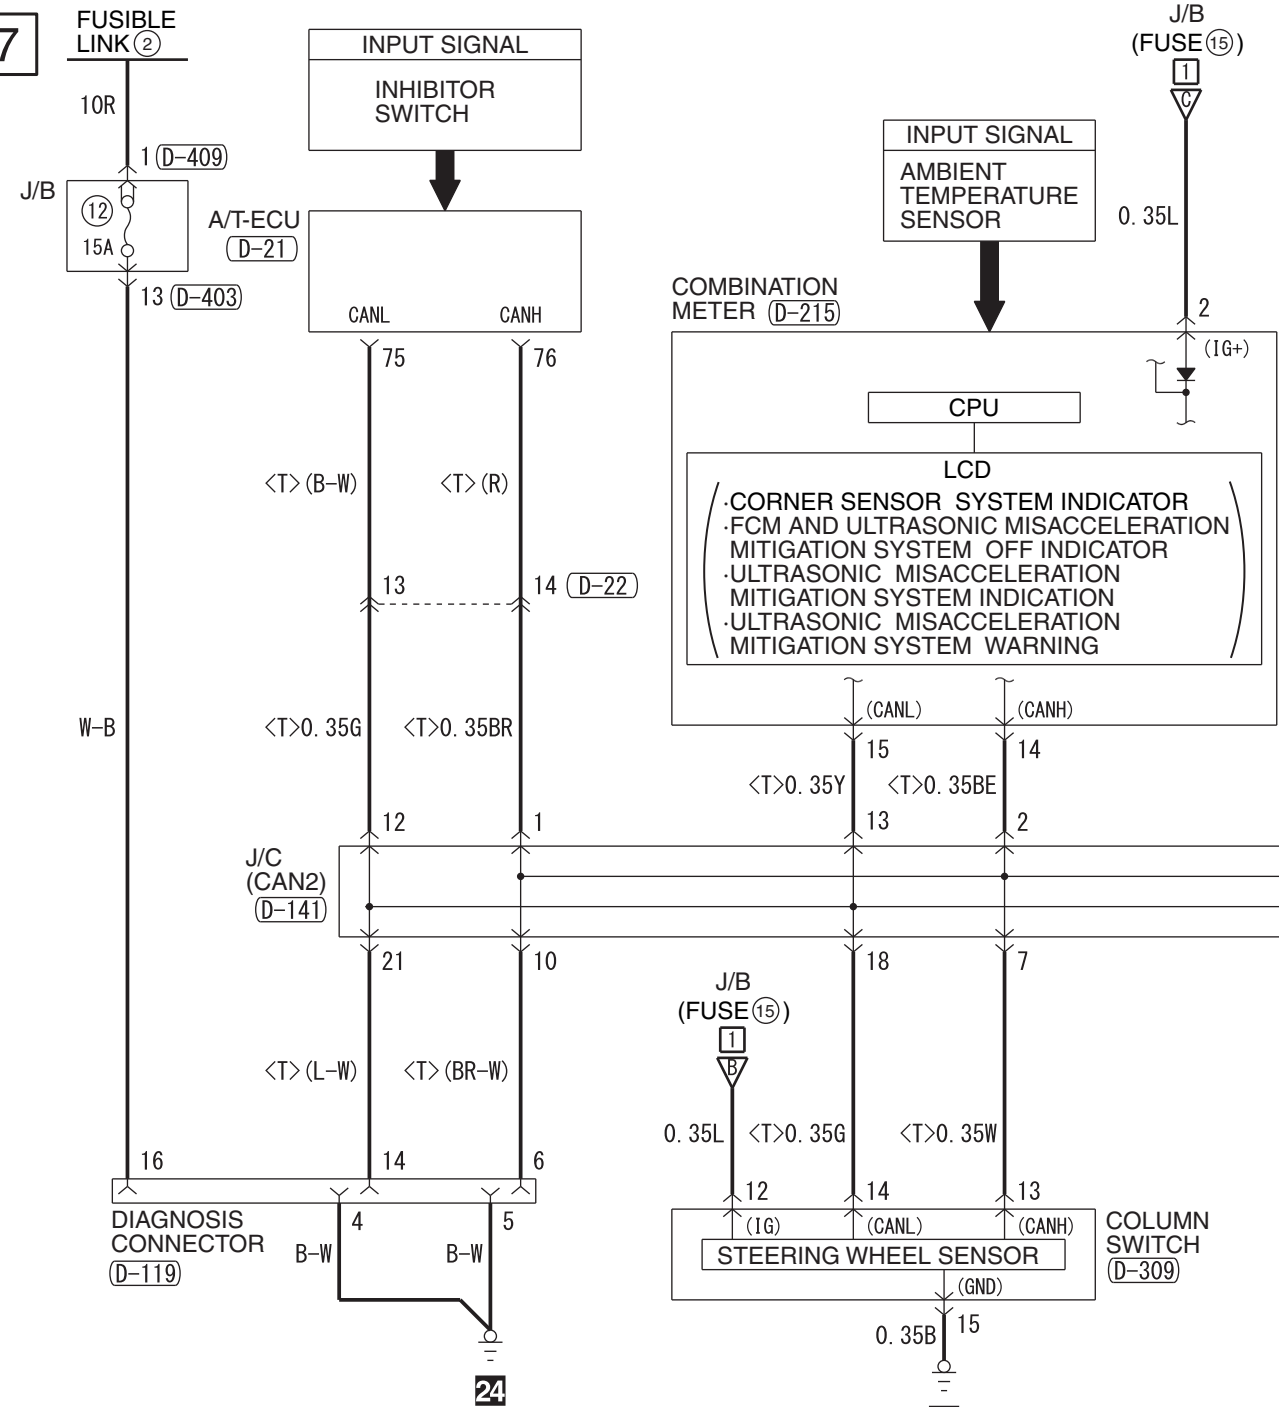 7
FUSIBLE
LINK ②
10R
1 (D-409)
J/B
⑫
15A
13 (D-403)
W-B
INPUT SIGNAL
INHIBITOR
SWITCH
A/T-ECU
(D-21)
CANL
CANH
75
76
<T>(B-W)
<T>(R)
13
14 (D-22)
<T>0.35G
<T>0.35BR
12
1
J/B
(FUSE⑮)
1
C
0.35L
INPUT SIGNAL
AMBIENT
TEMPERATURE
SENSOR
COMBINATION
METER (D-215)
2
(IG+)
CPU
LCD
·CORNER SENSOR SYSTEM INDICATOR
·FCM AND ULTRASONIC MISACCELERATION
MITIGATION SYSTEM OFF INDICATOR
·ULTRASONIC MISACCELERATION
MITIGATION SYSTEM INDICATION
·ULTRASONIC MISACCELERATION
MITIGATION SYSTEM WARNING
(CANL)
(CANH)
15
14
<T>0.35Y
<T>0.35BE
13
2
J/C
(CAN2)
(D-141)
21
10
18
7
<T>(L-W)
<T>(BR-W)
J/B
(FUSE⑮)
1
B
0.35L
<T>0.35G
<T>0.35W
16
14
6
DIAGNOSIS
CONNECTOR
(D-119)
4
5
B-W
B-W
24
12
14
13
(IG)
(CANL)
(CANH)
STEERING WHEEL SENSOR
COLUMN
SWITCH
(D-309)
(GND)
15
0.35B